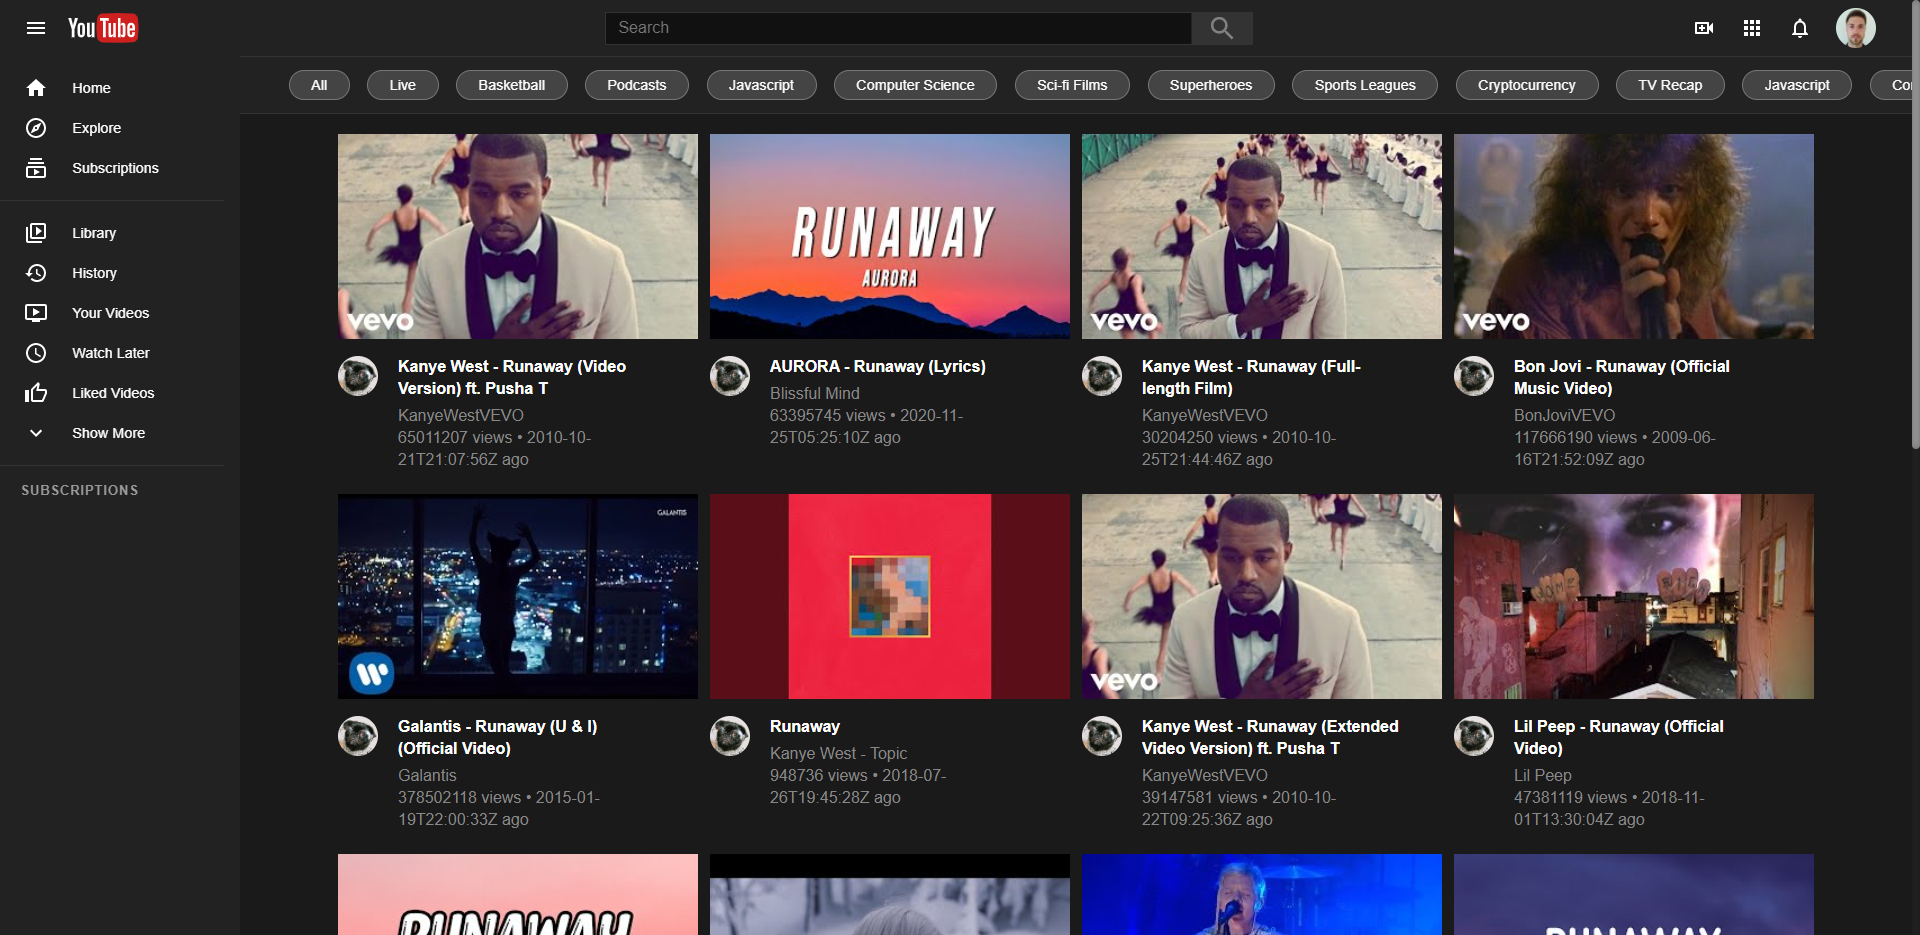 YouTube
Search
Home
Explore
Subscriptions
Library
History
Your Videos
Watch Later
Liked Videos
Show More
SUBSCRIPTIONS
All
Live
Basketball
Podcasts
Javascript
Computer Science
Sci-fi Films
Superheroes
Sports Leagues
Cryptocurrency
TV Recap
Javascript
vevo
Kanye West - Runaway (Video
Version) ft. Pusha T
KanyeWestVEVO
65011207 views • 2010-10-
21T21:07:56Z ago
RUNAWAY
AURORA
AURORA - Runaway (Lyrics)
Blissful Mind
63395745 views • 2020-11-
25T05:25:10Z ago
vevo
Kanye West - Runaway (Full-
length Film)
KanyeWestVEVO
30204250 views • 2010-10-
25T21:44:46Z ago
vevo
Bon Jovi - Runaway (Official
Music Video)
BonJoviVEVO
117666190 views • 2009-06-
16T21:52:09Z ago
GALANTIS
Galantis - Runaway (U & I)
(Official Video)
Galantis
378502118 views • 2015-01-
19T22:00:33Z ago
Runaway
Kanye West - Topic
948736 views • 2018-07-
26T19:45:28Z ago
vevo
Kanye West - Runaway (Extended
Video Version) ft. Pusha T
KanyeWestVEVO
39147581 views • 2010-10-
22T09:25:36Z ago
Lil Peep - Runaway (Official
Video)
Lil Peep
47381119 views • 2018-11-
01T13:30:04Z ago
RUNAWAY
RUNAWAY